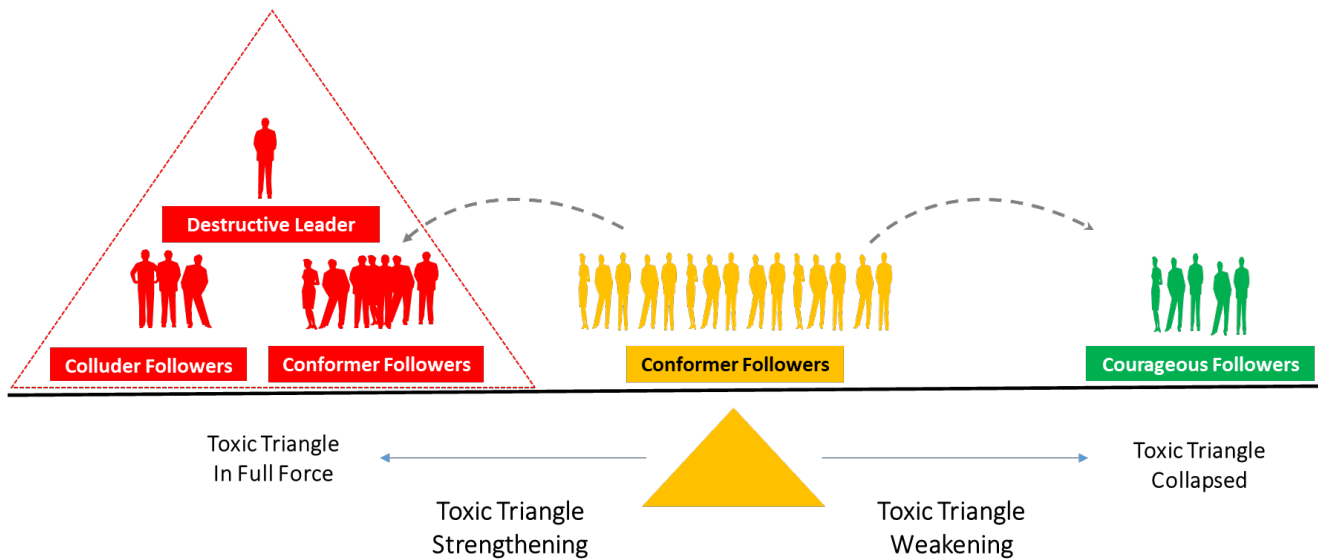 Destructive Leader
Colluder Followers
Conformer Followers
Conformer Followers
Courageous Followers
Toxic Triangle
In Full Force
Toxic Triangle
Strengthening
Toxic Triangle
Weakening
Toxic Triangle
Collapsed